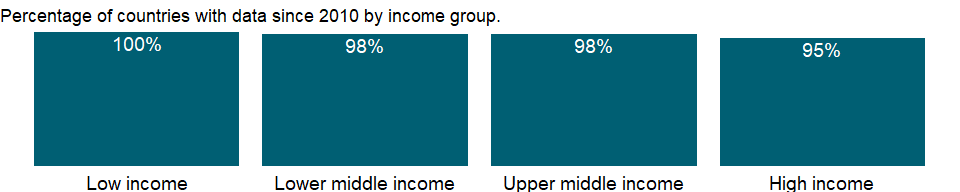 Percentage of countries with data since 2010 by income group.
100% 98% 98% 95%
Low income Lower middle income Upper middle income High income